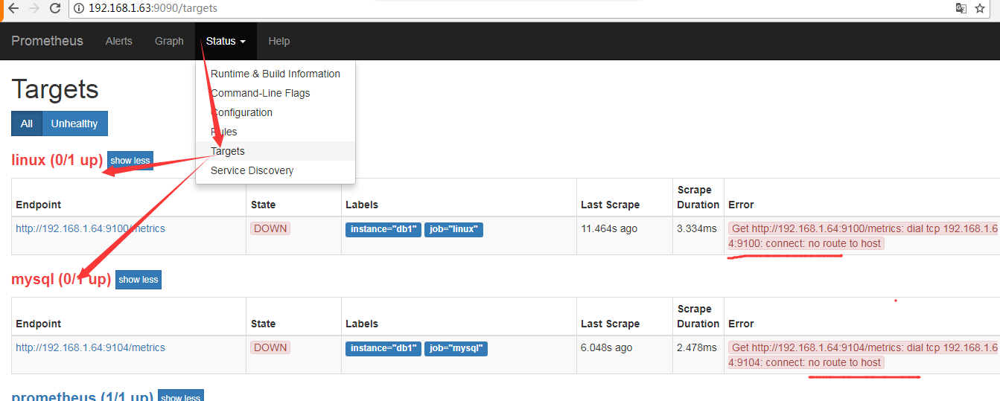 192.168.1.63:9090/targets
Prometheus Alerts Graph Status Help
Runtime & Build Information
Command-Line Flags
Configuration
Rules
Targets
Service Discovery
Targets
All Unhealthy
linux (0/1 up) show less
Endpoint State Labels Last Scrape Scrape Duration Error
http://192.168.1.64:9100/metrics DOWN instance="db1" job="linux" 11.464s ago 3.334ms Get http://192.168.1.64:9100/metrics: dial tcp 192.168.1.6
4:9100: connect: no route to host
mysql (0/1 up) show less
Endpoint State Labels Last Scrape Scrape Duration Error
http://192.168.1.64:9104/metrics DOWN instance="db1" job="mysql" 6.048s ago 2.478ms Get http://192.168.1.64:9104/metrics: dial tcp 192.168.1.6
4:9104: connect: no route to host
prometheus (1/1 up) show less